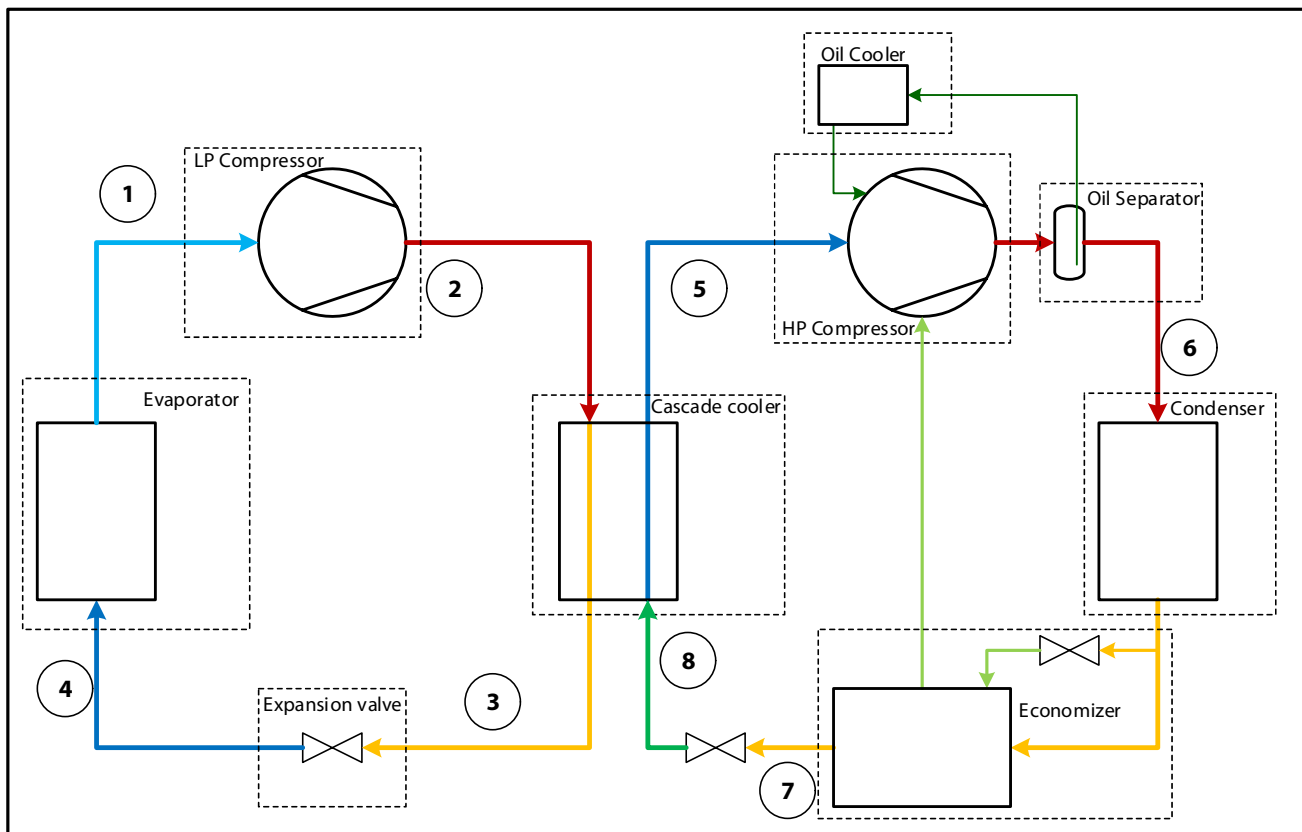 Oil Cooler
LP Compressor
1
Oil Separator
2
5
HP Compressor
6
Evaporator
Cascade cooler
Condenser
4
Expansion valve
3
8
Economizer
7